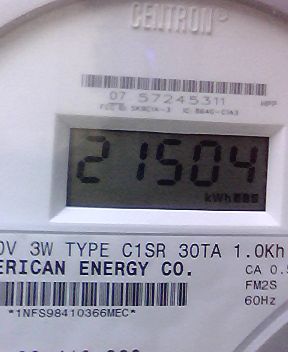 CENTRON®
07 57245311
21504
kWh
0V 3W TYPE C1SR 30TA 1.0Kh
ERICAN ENERGY CO.
CA 0.5
FM2S
60Hz
*1NFS98410366MEC*